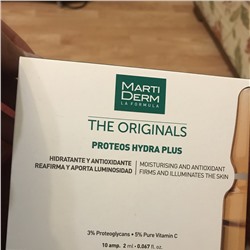 MARTI
DERM
LA FORMULA
THE ORIGINALS
PROTEOS HYDRA PLUS
HIDRATANTE Y ANTIOXIDANTE
REAFIRMA Y APORTA LUMINOSIDAD
MOISTURISING AND ANTIOXIDANT
FIRMS AND ILLUMINATES THE SKIN
3% Proteoglycans • 5% Pure Vitamin C
10 amp. 2 ml - 0.067 fl. oz.